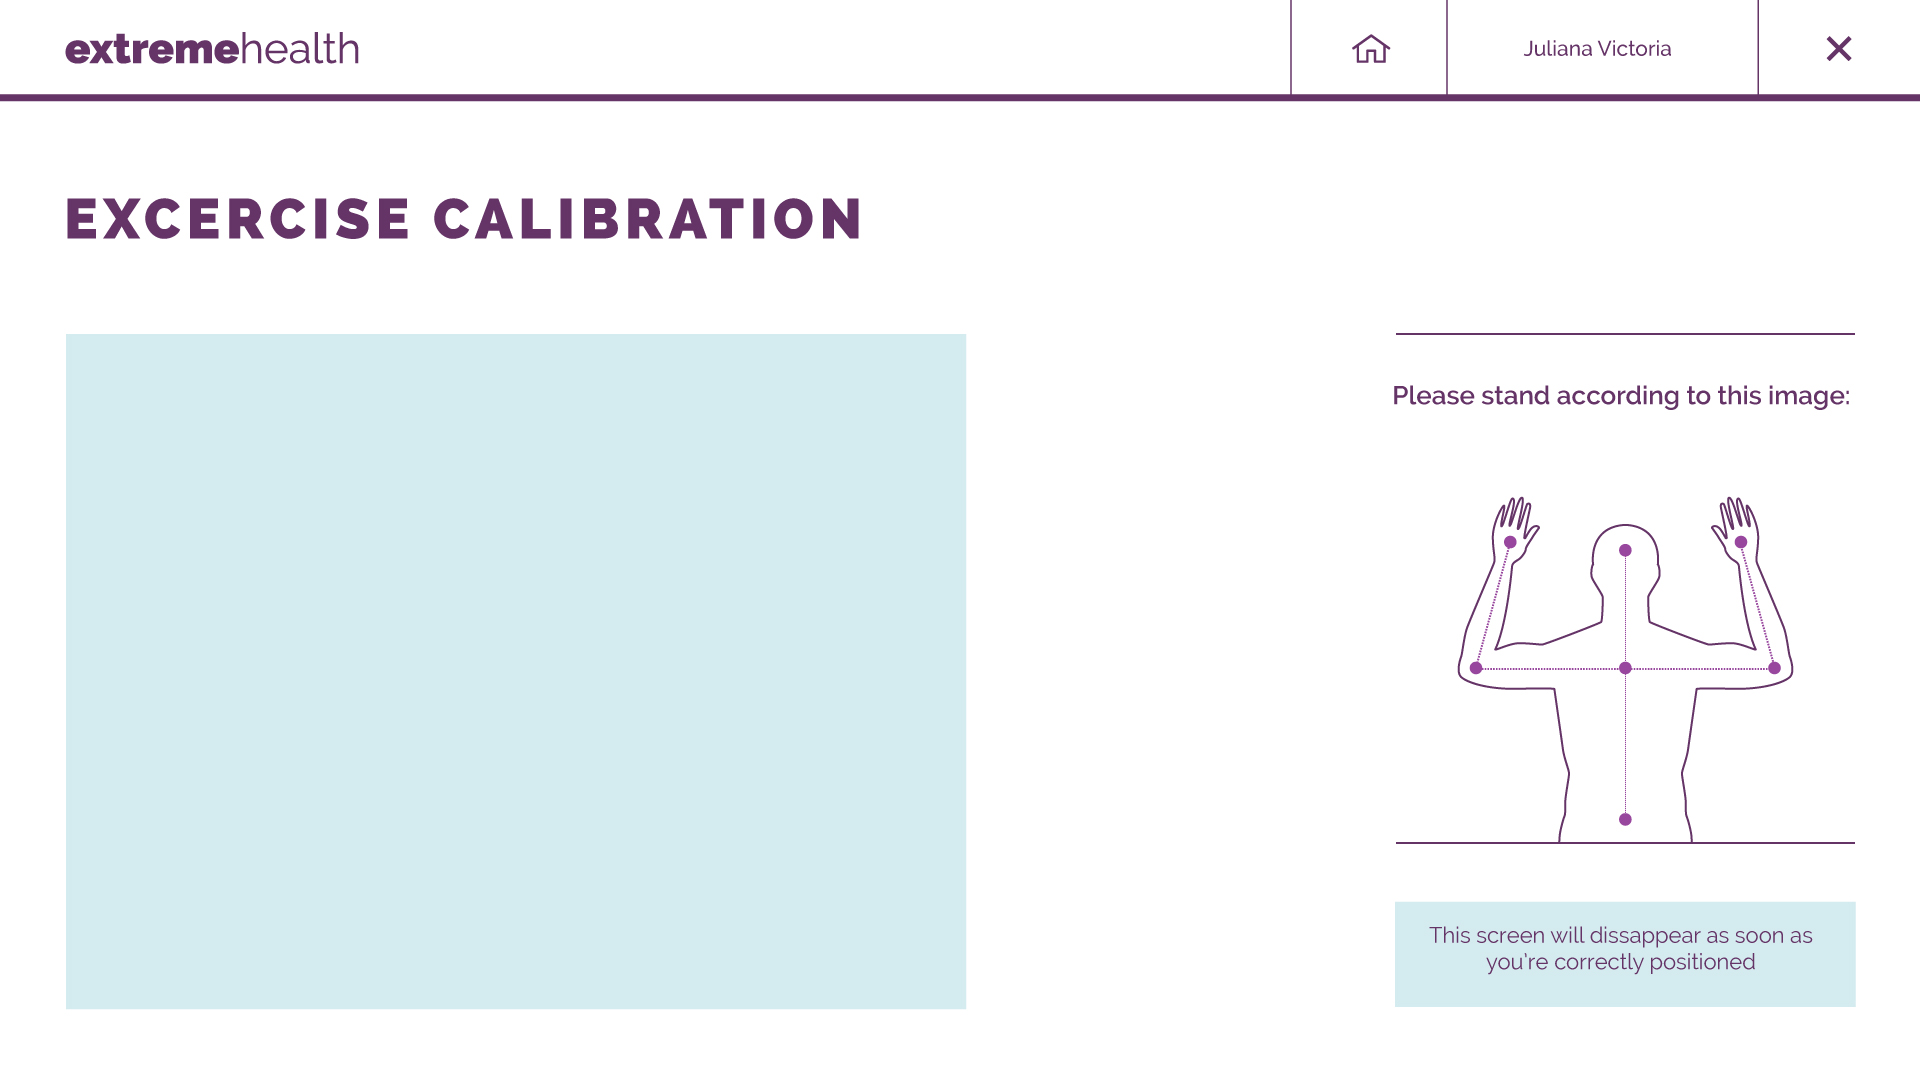 extremehealth
Juliana Victoria
EXCERCISE CALIBRATION
Please stand according to this image:
This screen will dissappear as soon as
you're correctly positioned